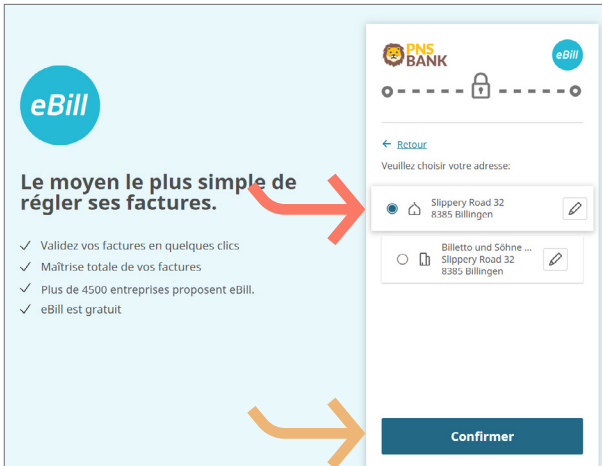 eBill
Le moyen le plus simple de
régler ses factures.
Validez vos factures en quelques clics
Maîtrise totale de vos factures
Plus de 4500 entreprises proposent eBill.
eBill est gratuit
PNS
BANK
eBill
Retour
Veuillez choisir votre adresse:
Slippery Road 32
8385 Billingen
Billetto und Söhne ...
Slippery Road 32
8385 Billingen
Confirmer